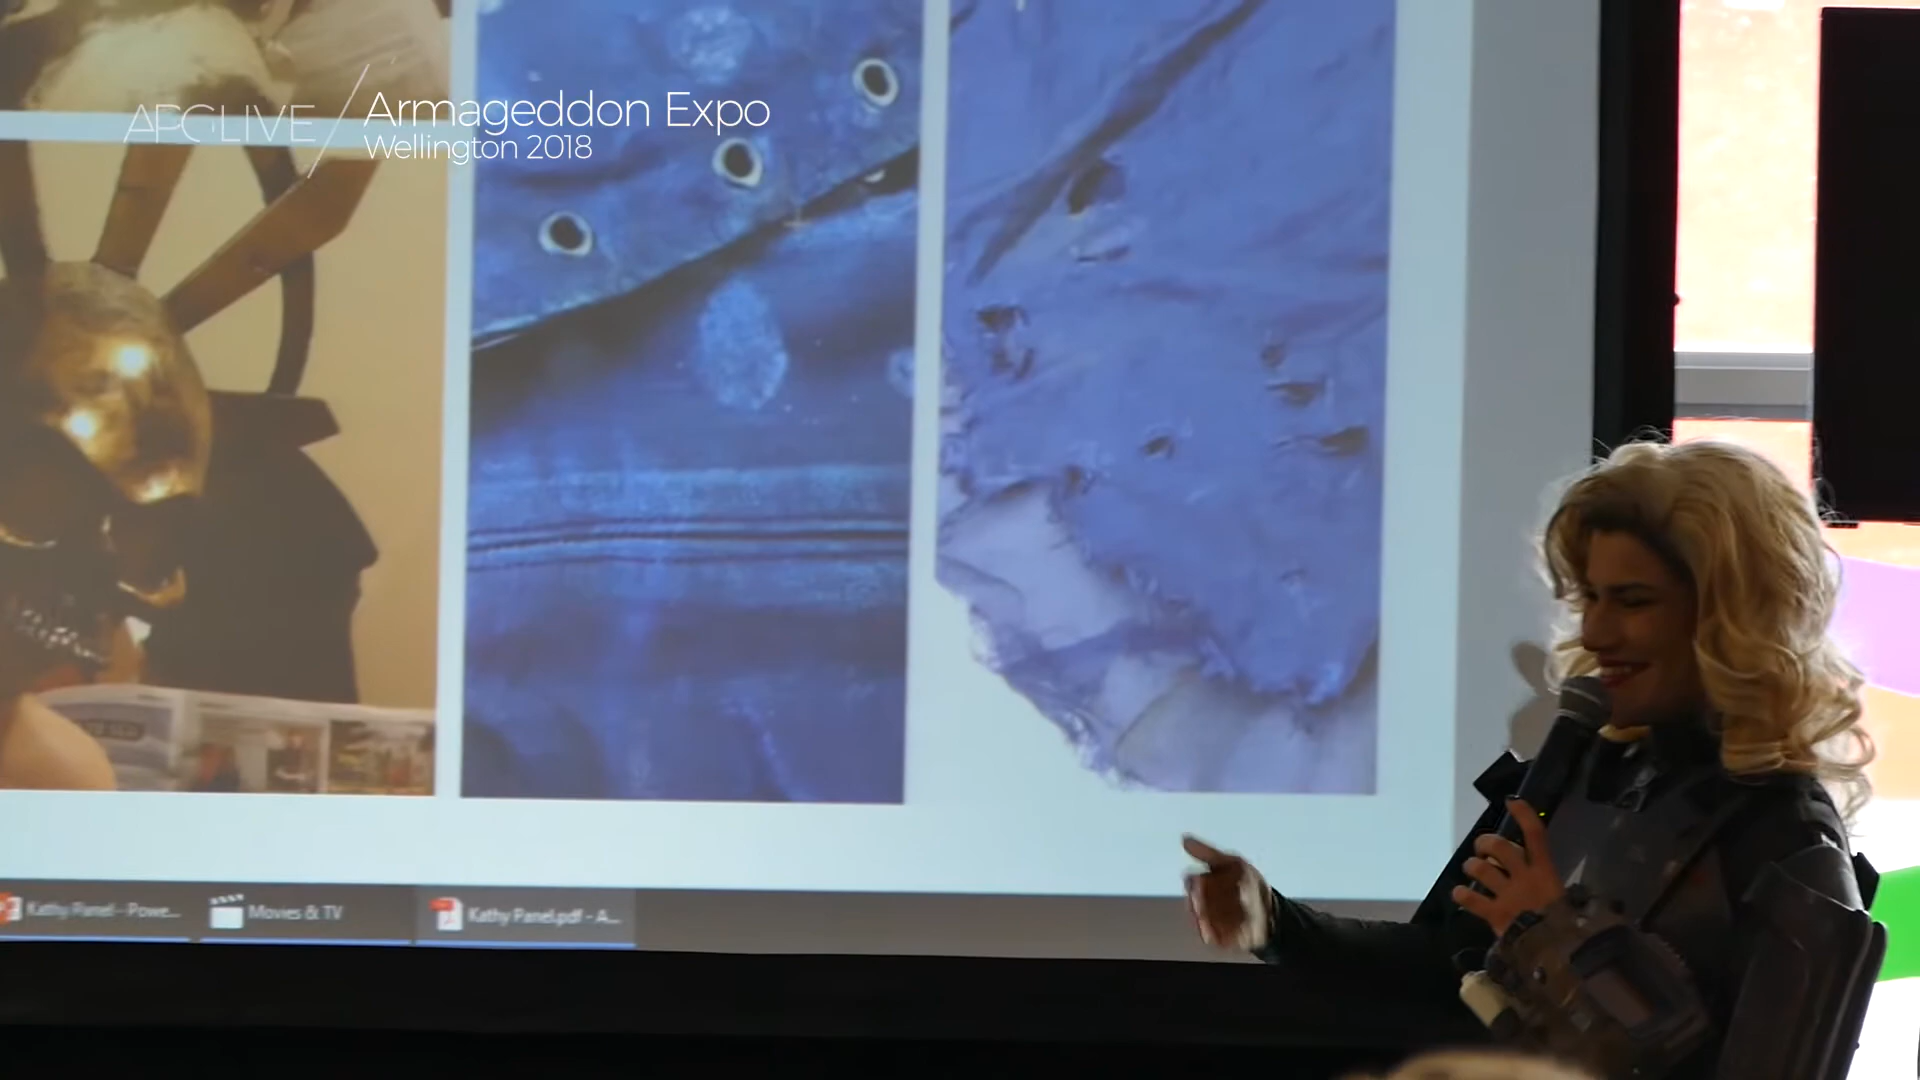 APC LIVE
Armageddon Expo
Wellington 2018
Kathy Panel - Powe...
Movies & TV
Kathy Panel.pdf - A...